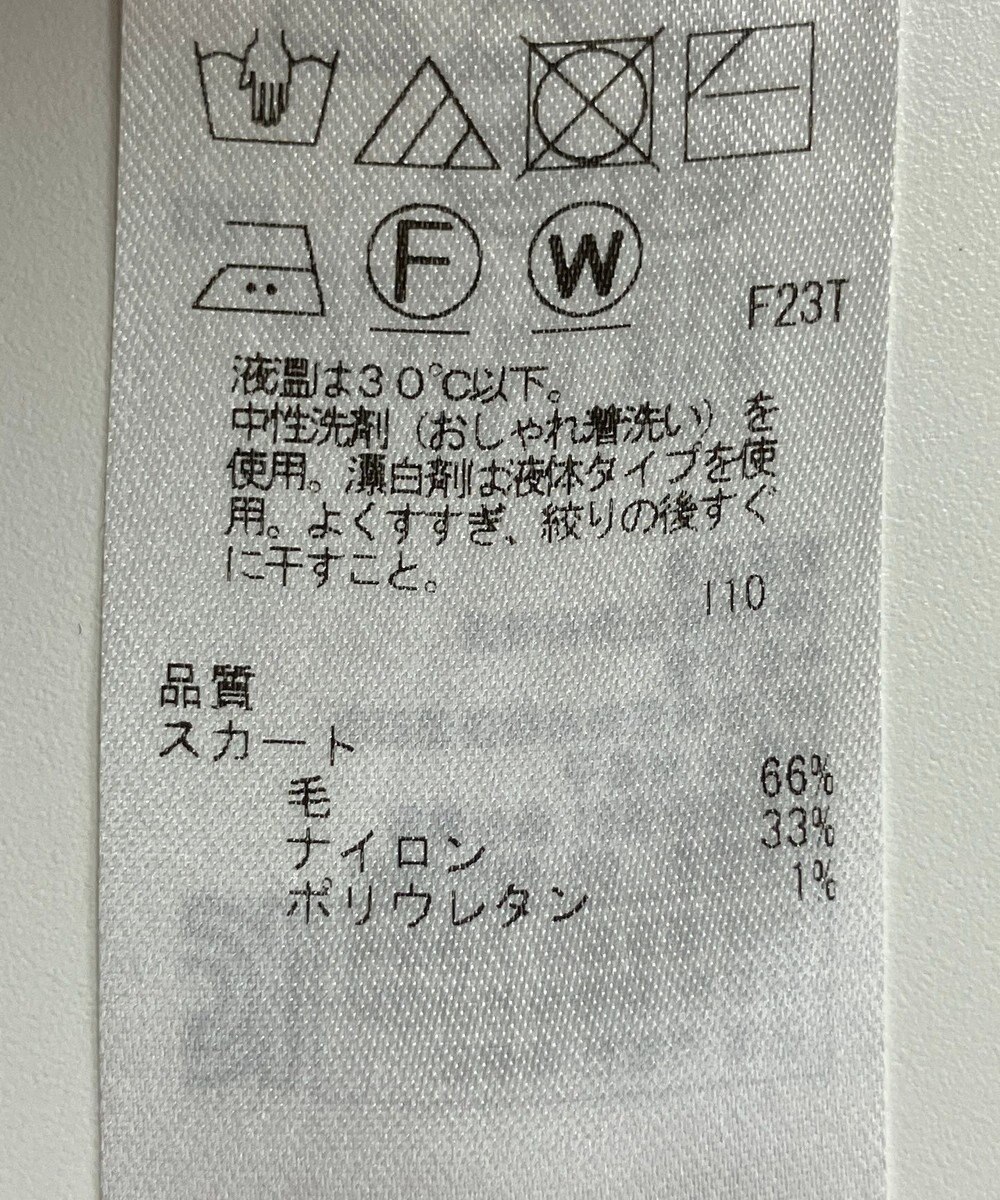 F
W
F23T
液温は30℃以下。
中性洗剤（おしゃれ着洗い）を
使用。漂白剤は液体タイプを使
用。よくすすぎ、絞りの後すぐ
に干すこと。
110
品質
スカート
毛 66%
ナイロン 33%
ポリウレタン 1%